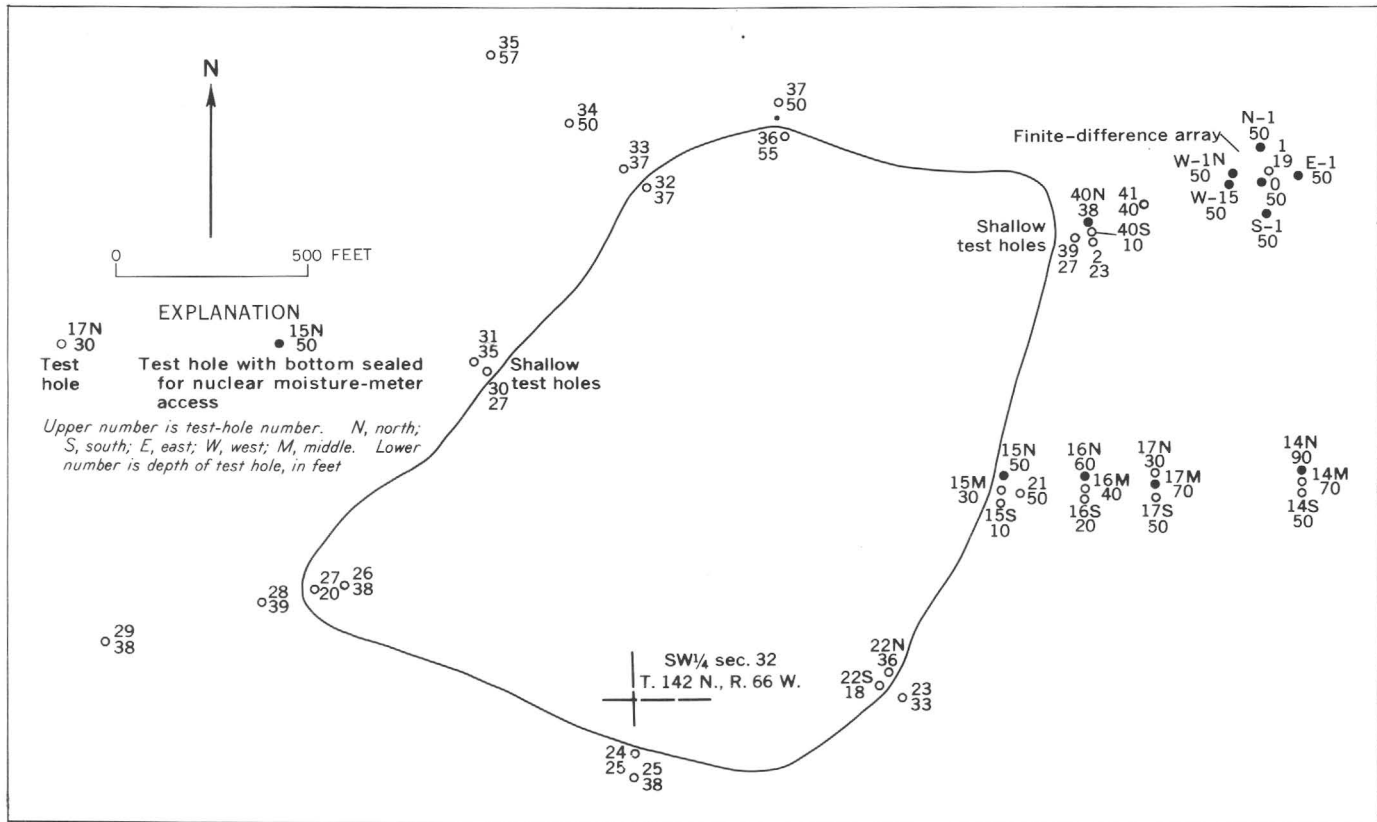 35
57
N
37
50
34
50
N-1
50
Finite-difference array
1
19
36
55
33
37
W-1N
50
E-1
50
32
37
W-15
50
0
50
40N
38
41
40
S-1
50
Shallow
test holes
40S
10
39
27
2
23
0
500 FEET
EXPLANATION
17N
30
15N
50
Test
hole
Test hole with bottom sealed
for nuclear moisture-meter
access
Upper number is test-hole number. N, north;
S, south; E, east; W, west; M, middle. Lower
number is depth of test hole, in feet
31
35
Shallow
test holes
30
27
15N
50
16N
60
17N
30
14N
90
15M
30
21
50
16M
40
17M
70
14M
70
15S
10
16S
20
17S
50
14S
50
27
20
26
38
28
39
29
38
SW¼ sec. 32
T. 142 N., R. 66 W.
22N
36
22S
18
23
33
24
25
25
38